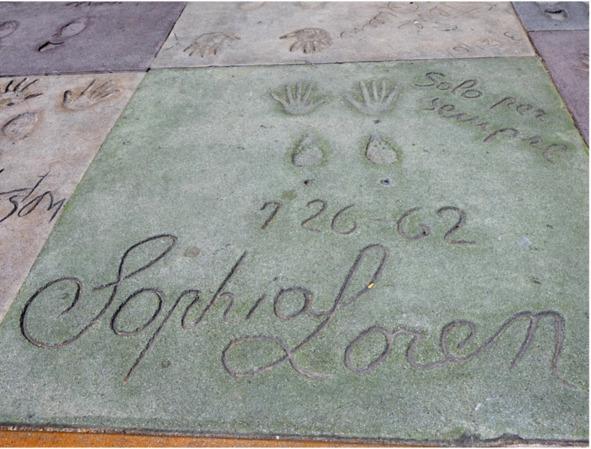 Solo per
sempre
7 26-62
Sophia Loren